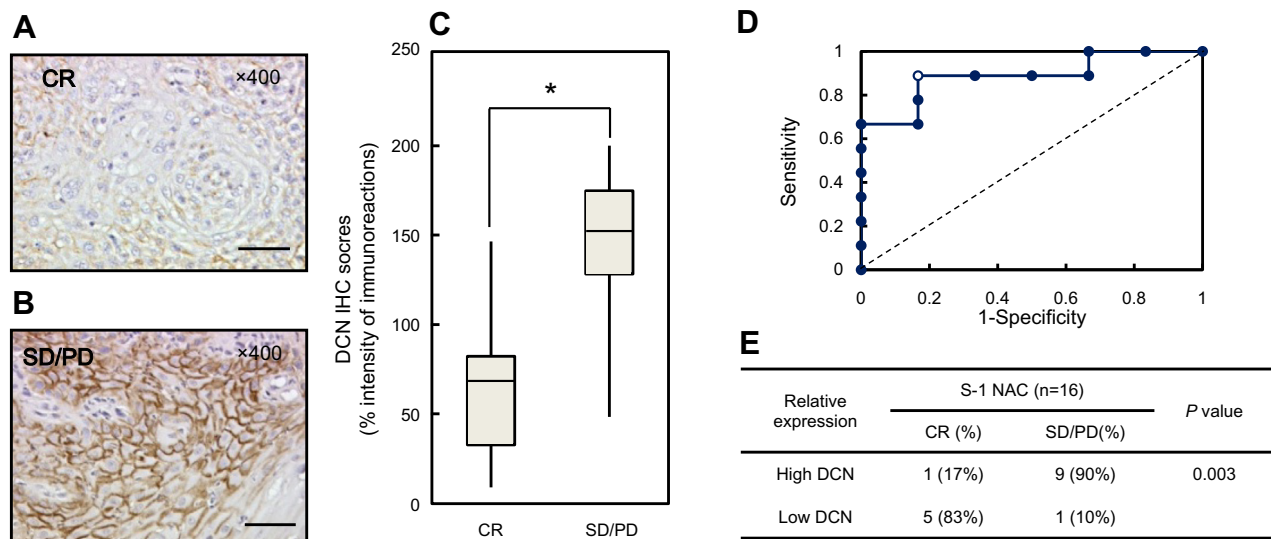 A
CR
×400
B
SD/PD
×400
C
DCN IHC socres
(% intensity of immunoreactions)
250
200
150
100
50
0
*
CR
SD/PD
D
Sensitivity
1
0.8
0.6
0.4
0.2
0
0
0.2
0.4
0.6
0.8
1
1-Specificity
E
Relative
expression
S-1 NAC (n=16)
P value
CR (%)
SD/PD(%)
High DCN
1 (17%)
9 (90%)
0.003
Low DCN
5 (83%)
1 (10%)